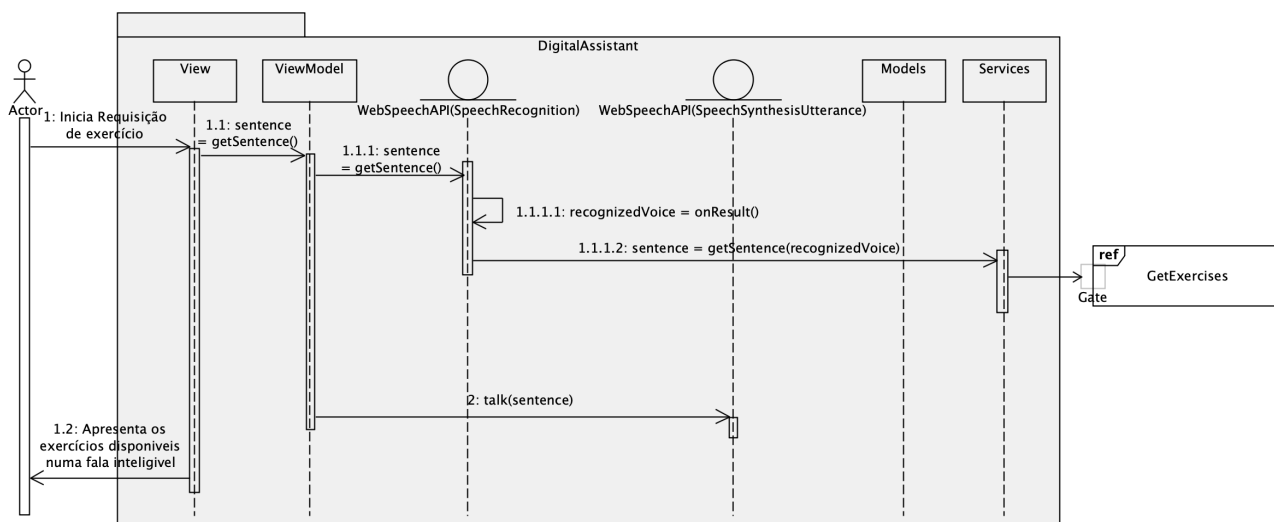 DigitalAssistant
View
ViewModel
WebSpeechAPI(SpeechRecognition)
WebSpeechAPI(SpeechSynthesisUtterance)
Models
Services
Actor
1: Inicia Requisição
de exercício
1.1: sentence
= getSentence()
1.1.1: sentence
= getSentence()
1.1.1.1: recognizedVoice = onResult()
1.1.1.2: sentence = getSentence(recognizedVoice)
ref
GetExercises
Gate
2: talk(sentence)
1.2: Apresenta os
exercícios disponiveis
numa fala inteligivel